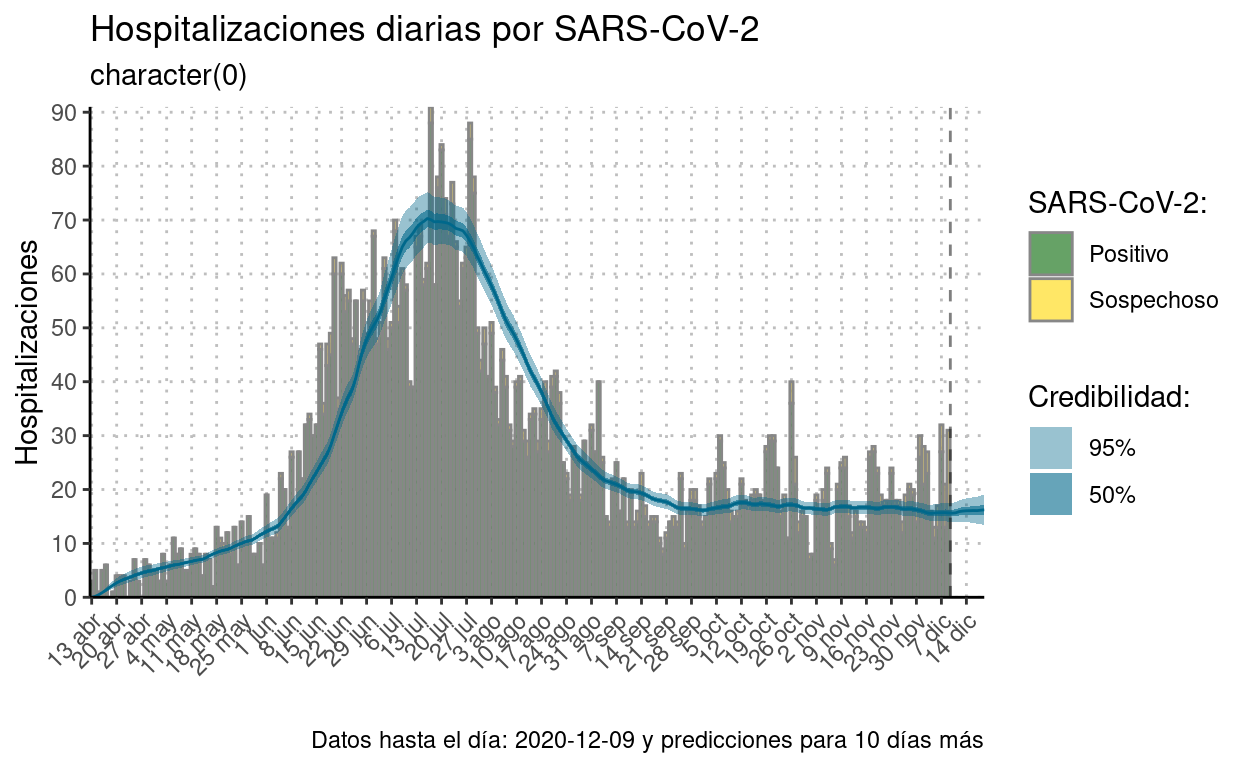 Hospitalizaciones diarias por SARS-CoV-2
character(0)
Hospitalizaciones
90
80
70
60
50
40
30
20
10
0
13 abr
20 abr
27 abr
4 may
11 may
18 may
25 may
1 jun
8 jun
15 jun
22 jun
29 jun
6 jul
13 jul
20 jul
27 jul
3 ago
10 ago
17 ago
24 ago
31 ago
7 sep
14 sep
21 sep
28 sep
5 oct
12 oct
19 oct
26 oct
2 nov
9 nov
16 nov
23 nov
30 nov
7 dic
14 dic
SARS-CoV-2:
Positivo
Sospechoso
Credibilidad:
95%
50%
Datos hasta el día: 2020-12-09 y predicciones para 10 días más